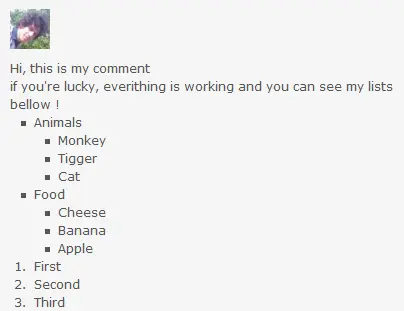 Hi, this is my comment
if you're lucky, everithing is working and you can see my lists
bellow !
Animals
Monkey
Tigger
Cat
Food
Cheese
Banana
Apple
1. First
2. Second
3. Third